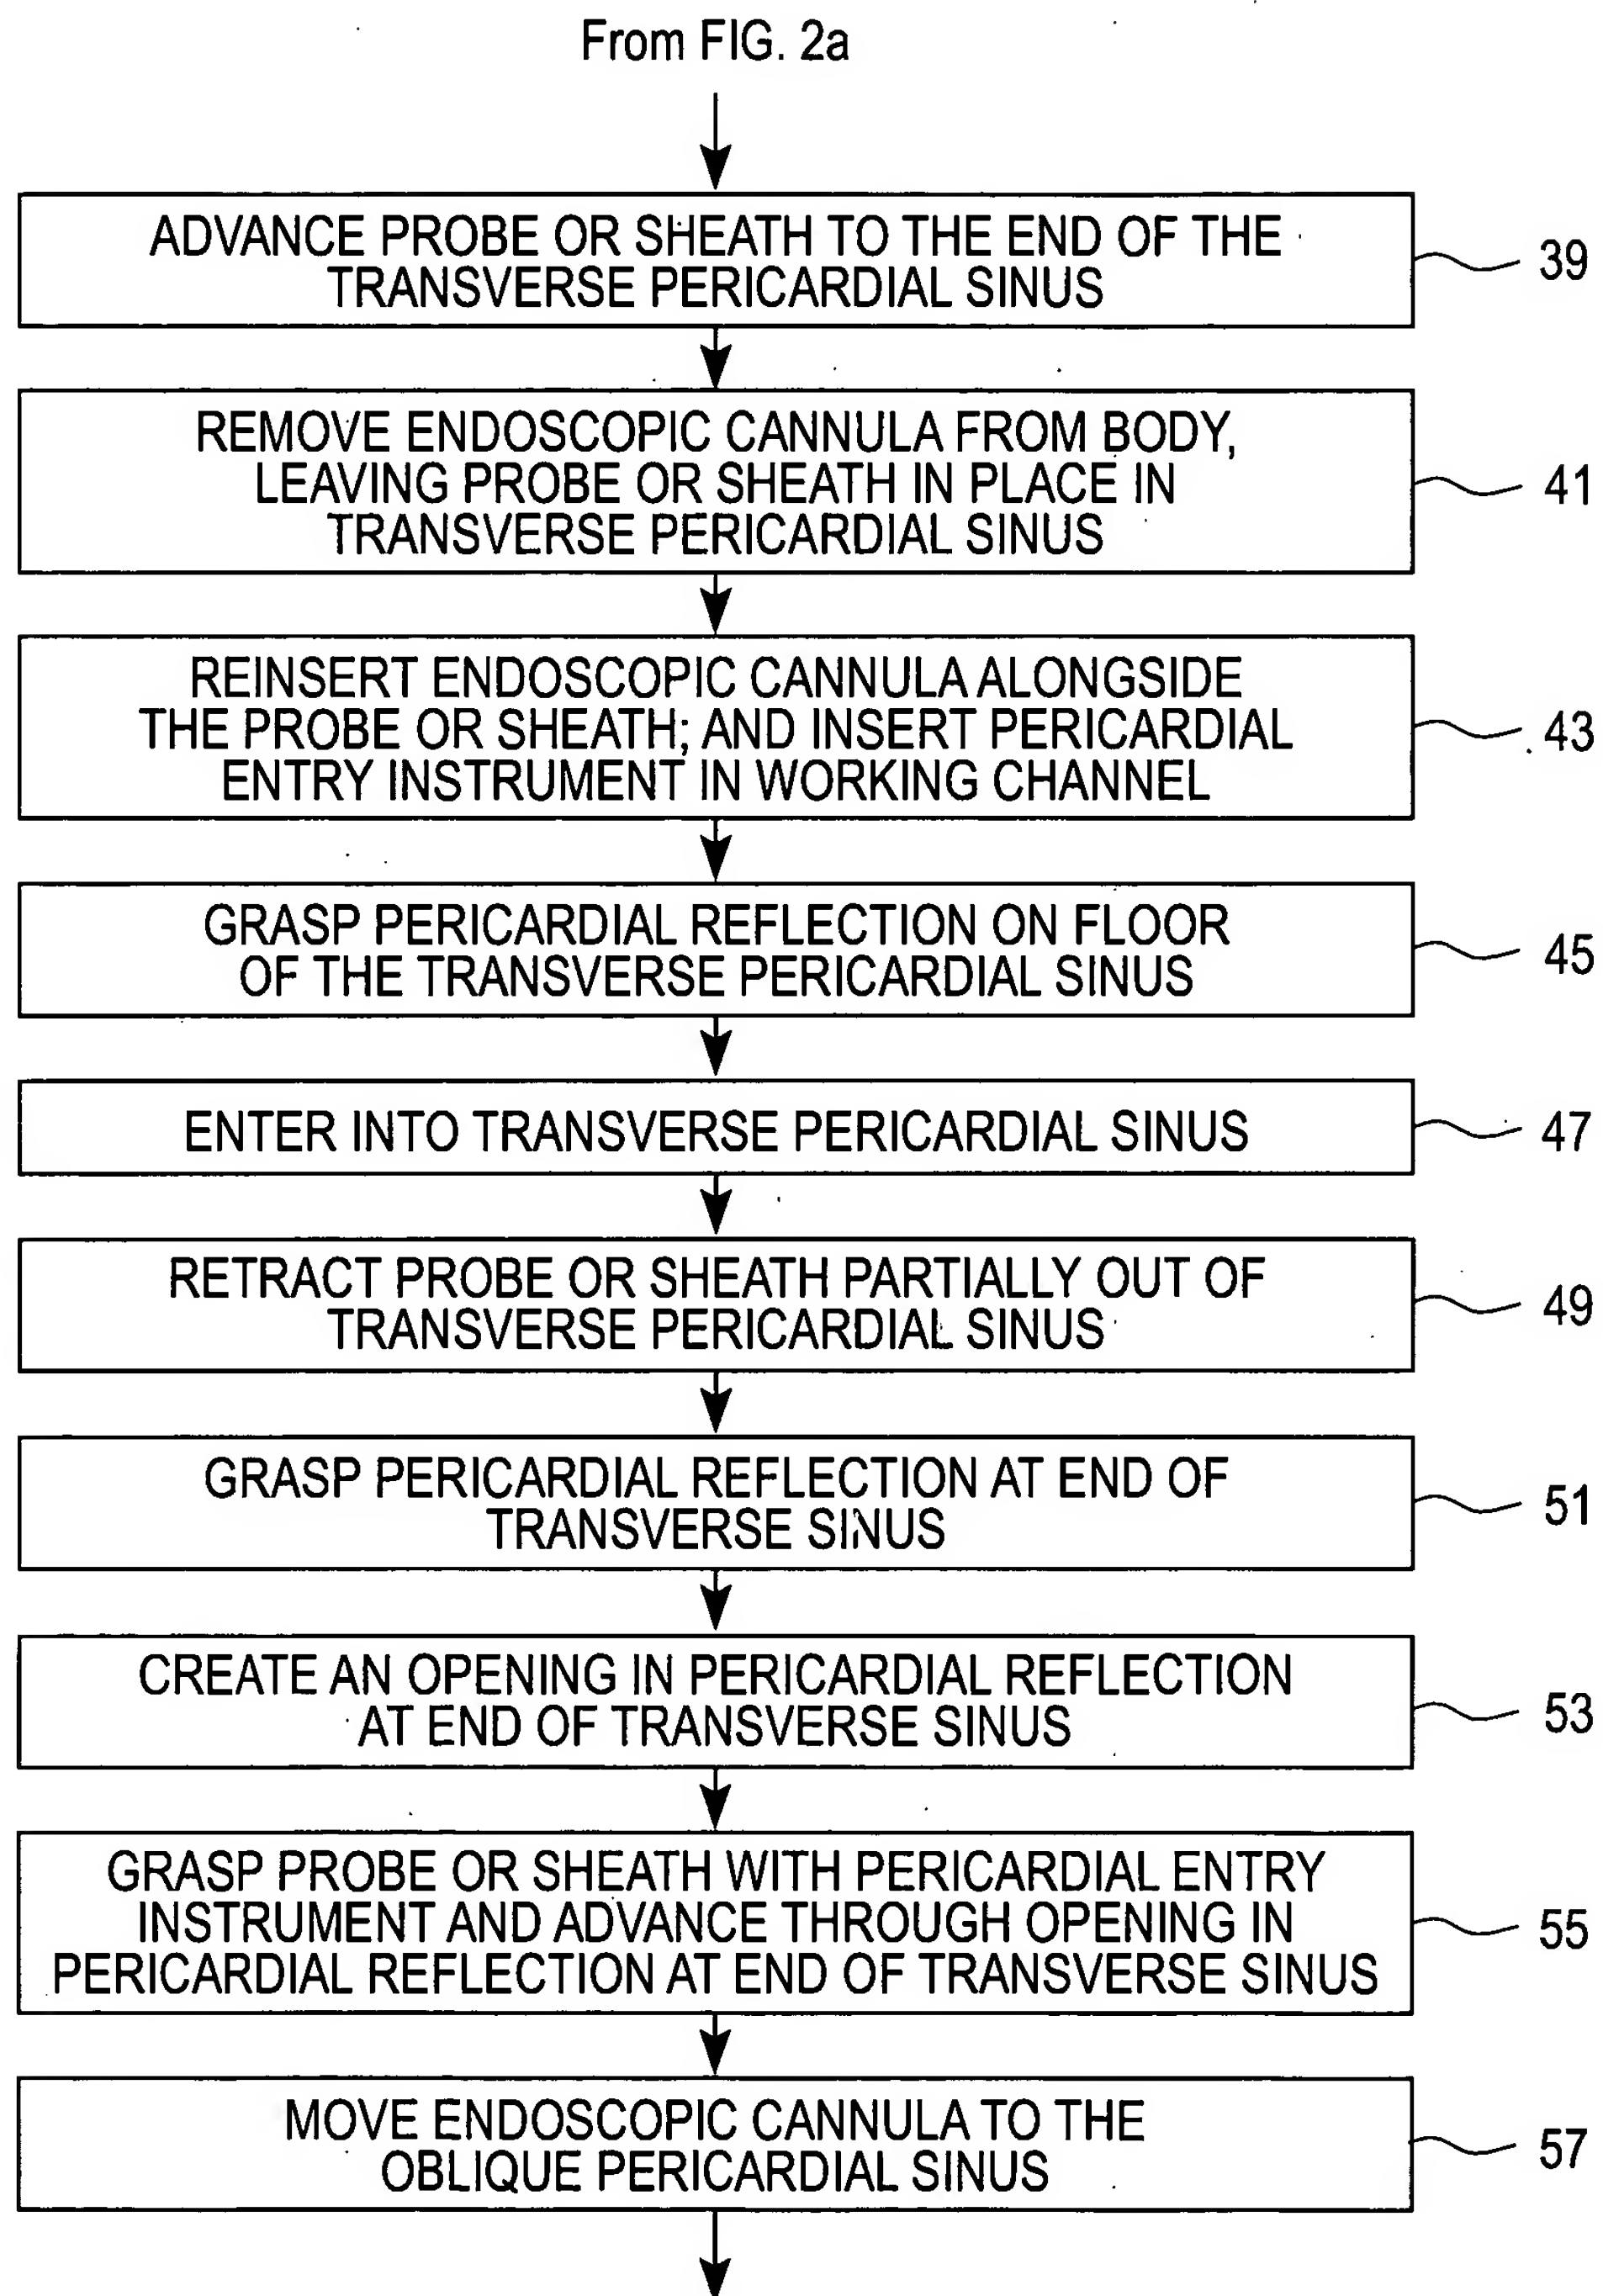 From FIG. 2a
ADVANCE PROBE OR SHEATH TO THE END OF THE
TRANSVERSE PERICARDIAL SINUS
39
REMOVE ENDOSCOPIC CANNULA FROM BODY,
LEAVING PROBE OR SHEATH IN PLACE IN
TRANSVERSE PERICARDIAL SINUS
41
REINSERT ENDOSCOPIC CANNULA ALONGSIDE
THE PROBE OR SHEATH; AND INSERT PERICARDIAL
ENTRY INSTRUMENT IN WORKING CHANNEL
43
GRASP PERICARDIAL REFLECTION ON FLOOR
OF THE TRANSVERSE PERICARDIAL SINUS
45
ENTER INTO TRANSVERSE PERICARDIAL SINUS
47
RETRACT PROBE OR SHEATH PARTIALLY OUT OF
TRANSVERSE PERICARDIAL SINUS
49
GRASP PERICARDIAL REFLECTION AT END OF
TRANSVERSE SINUS
51
CREATE AN OPENING IN PERICARDIAL REFLECTION
AT END OF TRANSVERSE SINUS
53
GRASP PROBE OR SHEATH WITH PERICARDIAL ENTRY
INSTRUMENT AND ADVANCE THROUGH OPENING IN
PERICARDIAL REFLECTION AT END OF TRANSVERSE SINUS
55
MOVE ENDOSCOPIC CANNULA TO THE
OBLIQUE PERICARDIAL SINUS
57